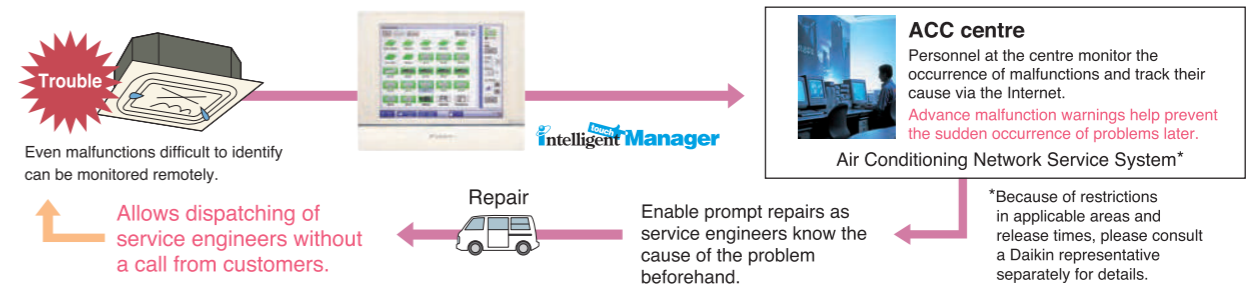 Trouble
Even malfunctions difficult to identify
can be monitored remotely.
intelligent touch Manager
ACC centre
Personnel at the centre monitor the
occurrence of malfunctions and track their
cause via the Internet.
Advance malfunction warnings help prevent
the sudden occurrence of problems later.
Air Conditioning Network Service System*
*Because of restrictions
in applicable areas and
release times, please consult
a Daikin representative
separately for details.
Enable prompt repairs as
service engineers know the
cause of the problem
beforehand.
Repair
Allows dispatching of
service engineers without
a call from customers.